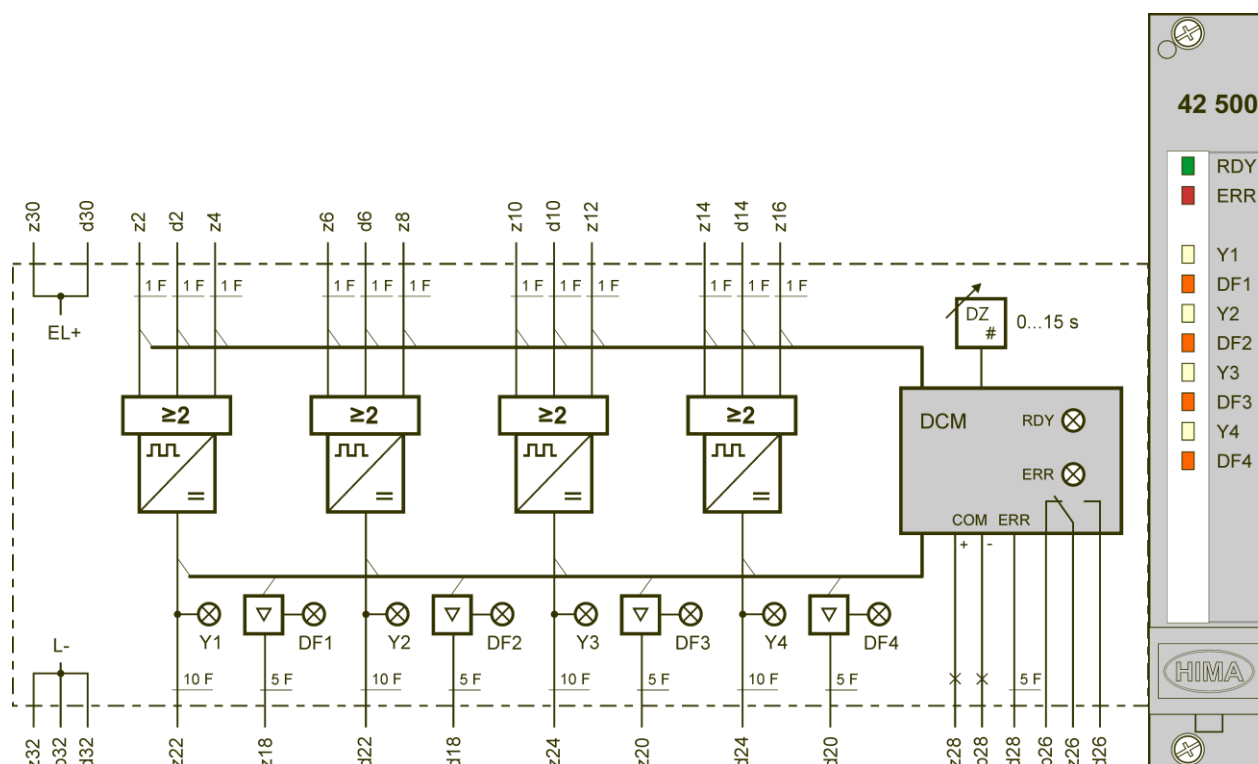 42 500
RDY
ERR
Y1
DF1
Y2
DF2
Y3
DF3
Y4
DF4
z30 d30 z2 d2 z4 z6 d6 z8 z10 d10 z12 z14 d14 z16
1 F 1 F 1 F 1 F 1 F 1 F 1 F 1 F 1 F 1 F 1 F 1 F
EL+
DZ
#
0...15 s
≥2 ≥2 ≥2 ≥2
DCM
RDY
ERR
COM ERR
+ -
Y1 DF1 Y2 DF2 Y3 DF3 Y4 DF4
L-
10 F 5 F 10 F 5 F 10 F 5 F 10 F 5 F 5 F
HIMA
z32 d32 z22 z18 d22 d18 z24 z20 d24 d20 z28 d28 z26 d26